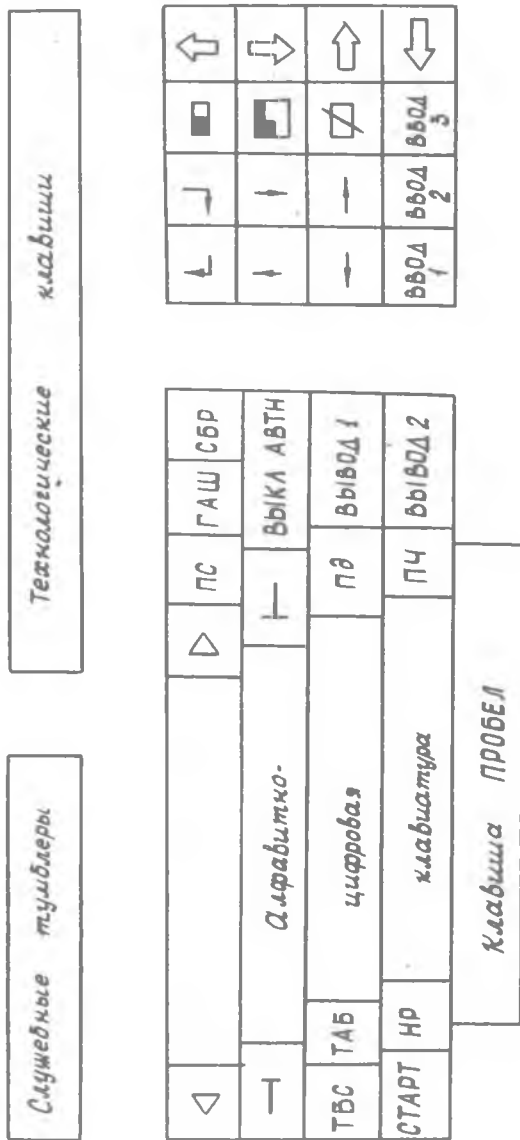 Служебные тумблеры
Технологические клавиши
ПС ГАШ СБР
Алфавитно- ВЫКЛ АВТН
ТВС ТАБ цифровая ПД ВЫВОД 1
СТАРТ НР клавиатура ПЧ ВЫВОД 2
Клавиша ПРОБЕЛ
ВВОД 1
ВВОД 2
ВВОД 3